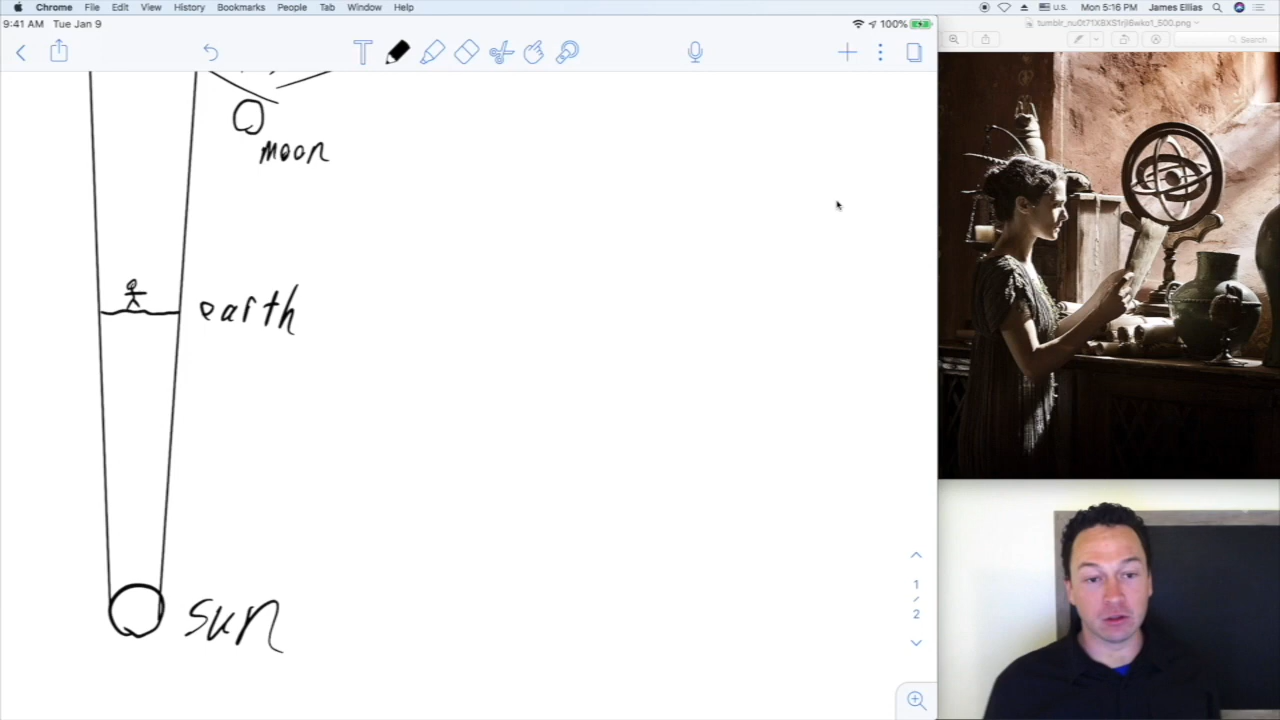 Chrome File Edit View History Bookmarks People Tab Window Help
U.S. Mon 5:16 PM James Ellias
9:41 AM Tue Jan 9
100%
Search
moon
earth
1
/
2
sun